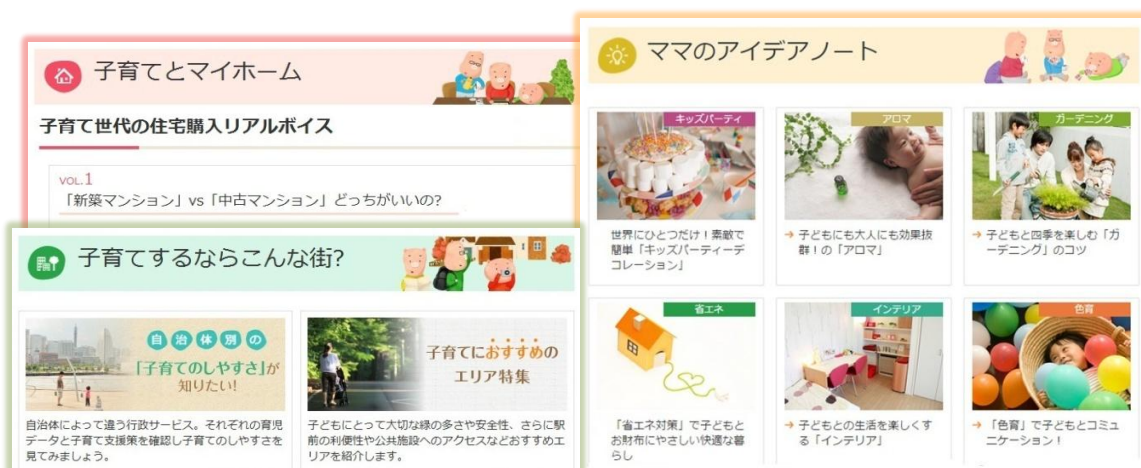 子育てとマイホーム
子育て世代の住宅購入リアルボイス
VOL.1
「新築マンション」vs「中古マンション」どっちがいいの?
子育てするならこんな街?
自治体別の
「子育てのしやすさ」が
知りたい!
自治体によって違う行政サービス。それぞれの育児
データと子育て支援策を確認し子育てのしやすさを
見てみましょう。
子育てにおすすめの
エリア特集
子どもにとって大切な緑の多さや安全性、さらに駅
前の利便性や公共施設へのアクセスなどおすすめエ
リアを紹介します。
ママのアイデアノート
キッズパーティ
世界にひとつだけ!素敵で
簡単「キッズパーティーデ
コレーション」
アロマ
子どもにも大人にも効果抜
群!の「アロマ」
ガーデニング
子どもと四季を楽しむ「ガ
ーデニング」のコツ
省エネ
「省エネ対策」で子どもと
お財布にやさしい快適な暮
らし
インテリア
子どもとの生活を楽しくす
る「インテリア」
色育
「色育」で子どもとコミュ
ニケーション!